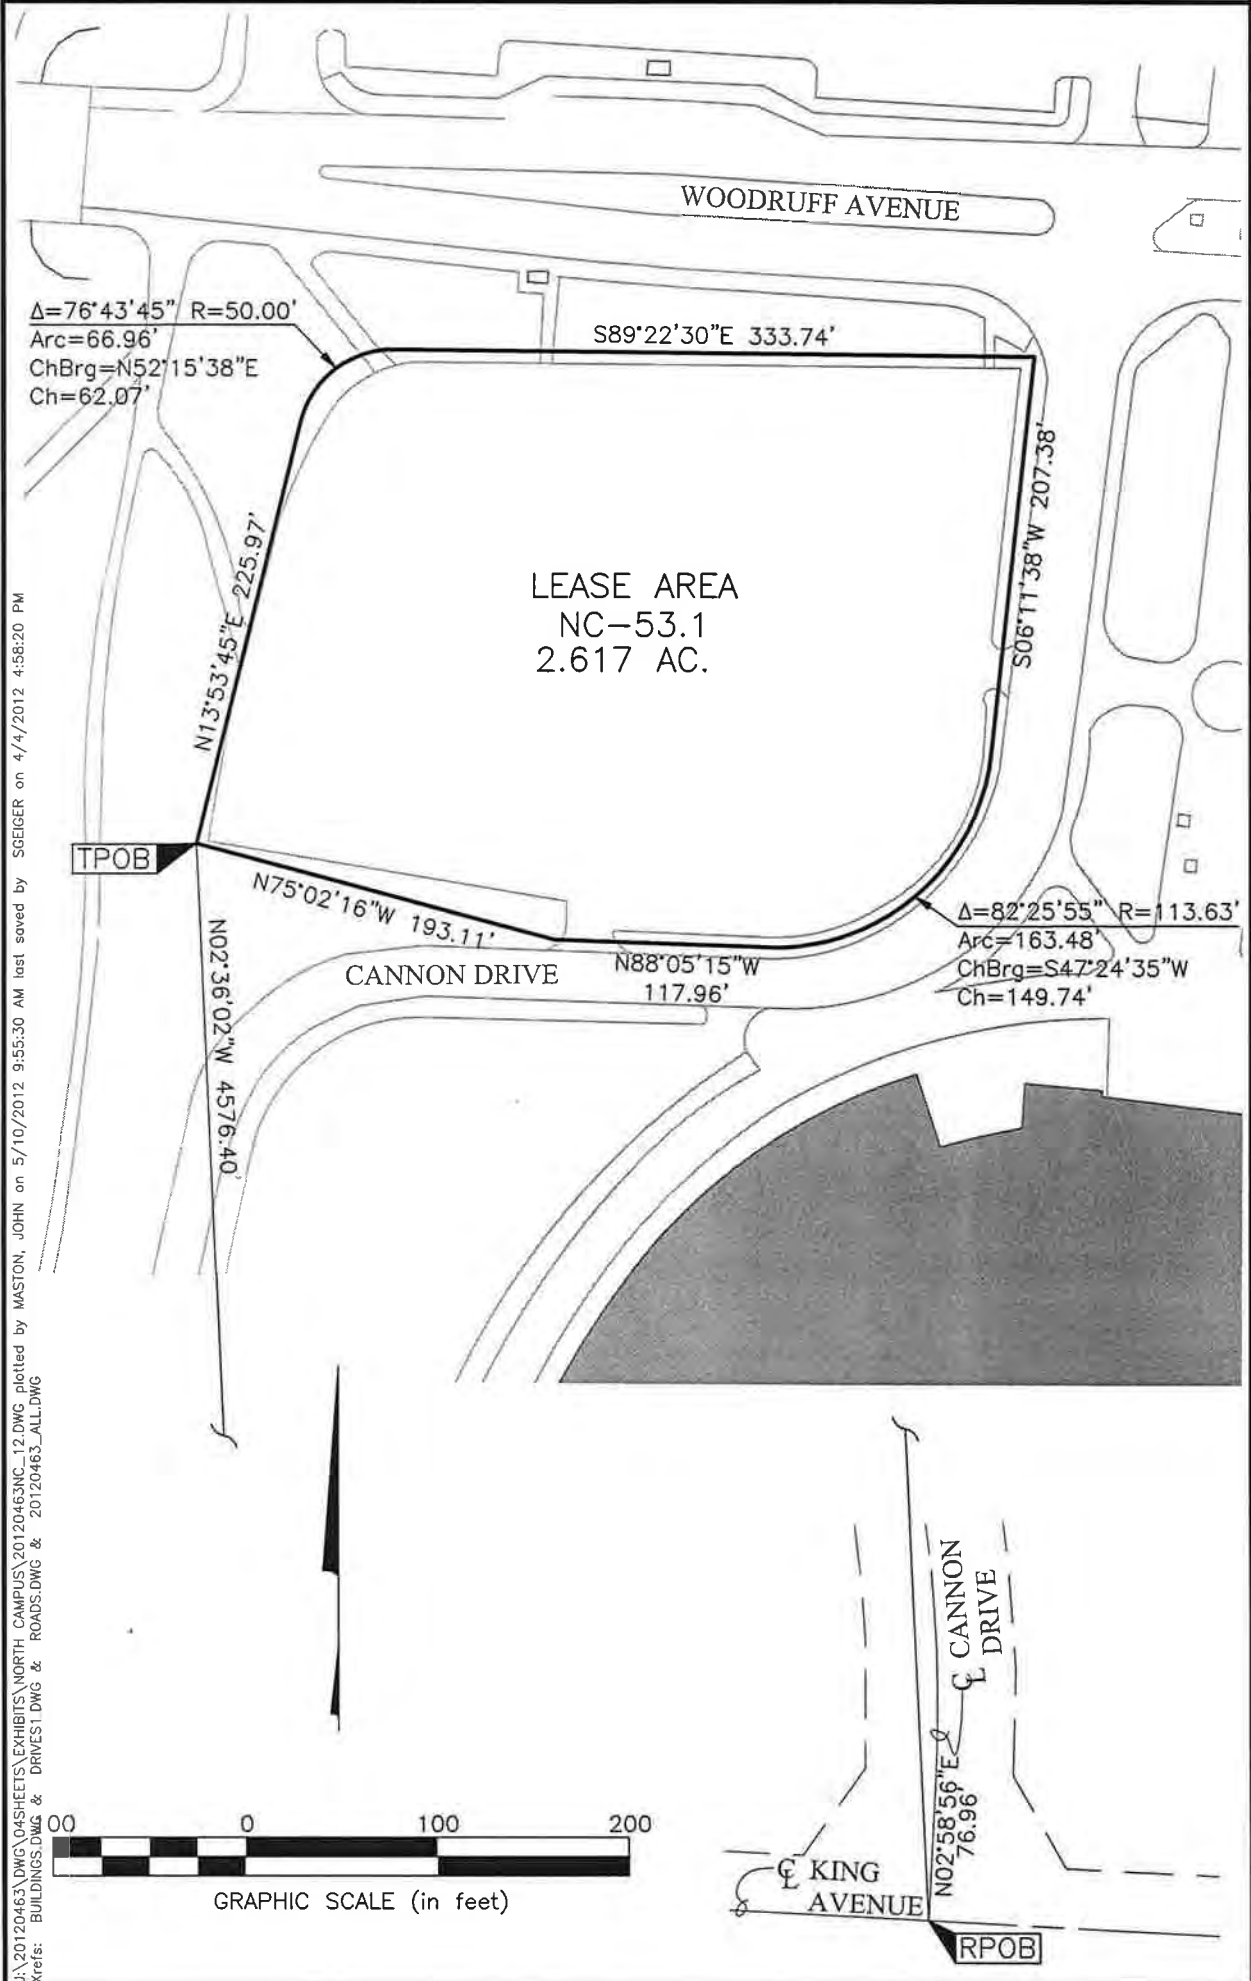 WOODRUFF AVENUE
Δ=76°43'45" R=50.00'
Arc=66.96'
ChBrg=N52°15'38"E
Ch=62.07'
S89°22'30"E 333.74'
S06°11'38"W 207.38'
N13°53'45"E 225.97'
LEASE AREA
NC-53.1
2.617 AC.
TPOB
N75°02'16"W 193.11'
N02°36'02"W 4576.40'
CANNON DRIVE
N88°05'15"W
117.96'
Δ=82°25'55" R=113.63'
Arc=163.48'
ChBrg=S47°24'35"W
Ch=149.74'
℄ CANNON
DRIVE
N02°58'56"E
76.96'
℄ KING
AVENUE
RPOB
00 0 100 200
GRAPHIC SCALE (in feet)
J:\20120463\DWG\04SHEETS\EXHIBITS\NORTH CAMPUS\20120463NC_12.DWG plotted by MASTON, JOHN on 5/10/2012 9:55:30 AM last saved by SGEIGER on 4/4/2012 4:58:20 PM
Xrefs: BUILDINGS.DWG & DRIVES1.DWG & ROADS.DWG & 20120463_ALL.DWG